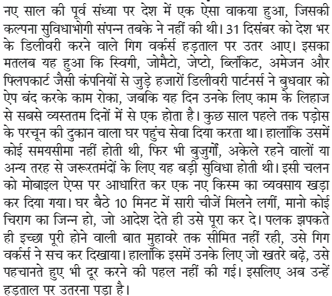 नए साल की पूर्व संध्या पर देश में एक ऐसा वाकया हुआ, जिसकी
कल्पना सुविधाभोगी संपन्न तबके ने नहीं की थी। 31 दिसंबर को देश भर
के डिलीवरी करने वाले गिग वर्कर्स हड़ताल पर उतर आए। इसका
मतलब यह हुआ कि स्विगी, जोमैटो, जेप्टो, ब्लिंकिट, अमेजन और
फ्लिपकार्ट जैसी कंपनियों से जुड़े हजारों डिलीवरी पार्टनर्स ने बुधवार को
ऐप बंद करके काम रोका, जबकि यह दिन उनके लिए काम के लिहाज
से सबसे व्यस्ततम दिनों में से एक होता है। कुछ साल पहले तक पड़ोस
के परचून की दुकान वाला घर पहुंच सेवा दिया करता था। हालांकि उसमें
कोई समयसीमा नहीं होती थी, फिर भी बुजुर्गों, अकेले रहने वालों या
अन्य तरह से जरूरतमंदों के लिए यह बड़ी सुविधा होती थी। इसी चलन
को मोबाइल ऐप्स पर आधारित कर एक नए किस्म का व्यवसाय खड़ा
कर दिया गया। घर बैठे 10 मिनट में सारी चीजें मिलने लगीं, मानो कोई
चिराग का जिन्न हो, जो आदेश देते ही उसे पूरा कर दे। पलक झपकते
ही इच्छा पूरी होने वाली बात मुहावरे तक सीमित नहीं रही, उसे गिग
वर्कर्स ने सच कर दिखाया। हालांकि इसमें उनके लिए जो खतरे बढ़े, उसे
पहचानते हुए भी दूर करने की पहल नहीं की गई। इसलिए अब उन्हें
हड़ताल पर उतरना पड़ा है।